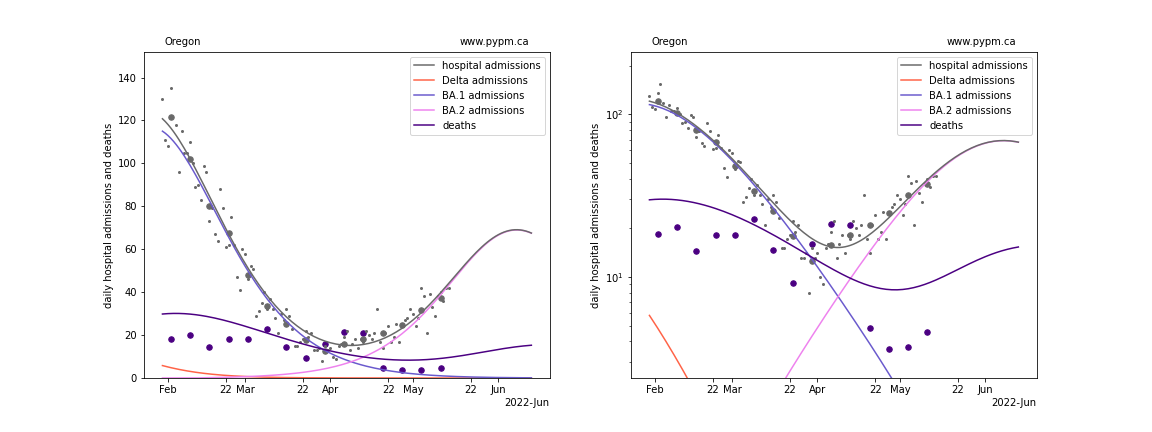 Oregon
www.pypm.ca
daily hospital admissions and deaths
140
120
100
80
60
40
20
0
hospital admissions
Delta admissions
BA.1 admissions
BA.2 admissions
deaths
Feb 22 Mar 22 Apr 22 May 22 Jun
2022-Jun
Oregon
www.pypm.ca
daily hospital admissions and deaths
10²
10¹
hospital admissions
Delta admissions
BA.1 admissions
BA.2 admissions
deaths
Feb 22 Mar 22 Apr 22 May 22 Jun
2022-Jun